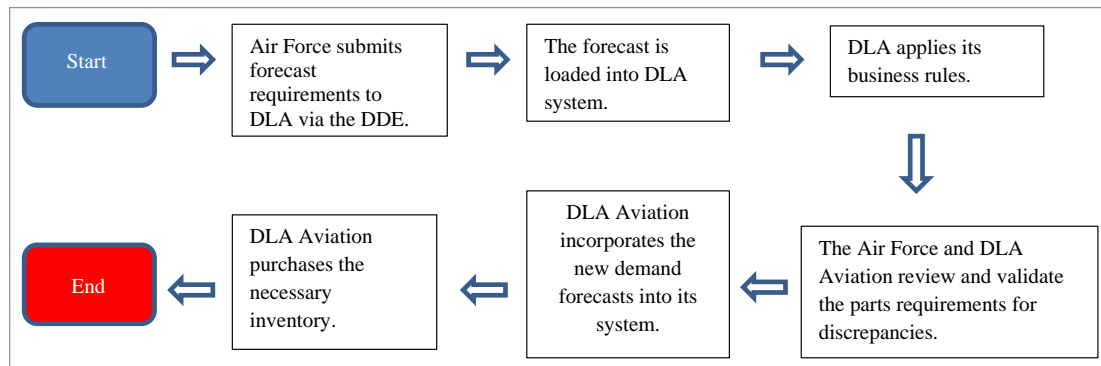 Start
Air Force submits
forecast
requirements to
DLA via the DDE.
The forecast is
loaded into DLA
system.
DLA applies its
business rules.
The Air Force and DLA
Aviation review and validate
the parts requirements for
discrepancies.
DLA Aviation
incorporates the
new demand
forecasts into its
system.
DLA Aviation
purchases the
necessary
inventory.
End